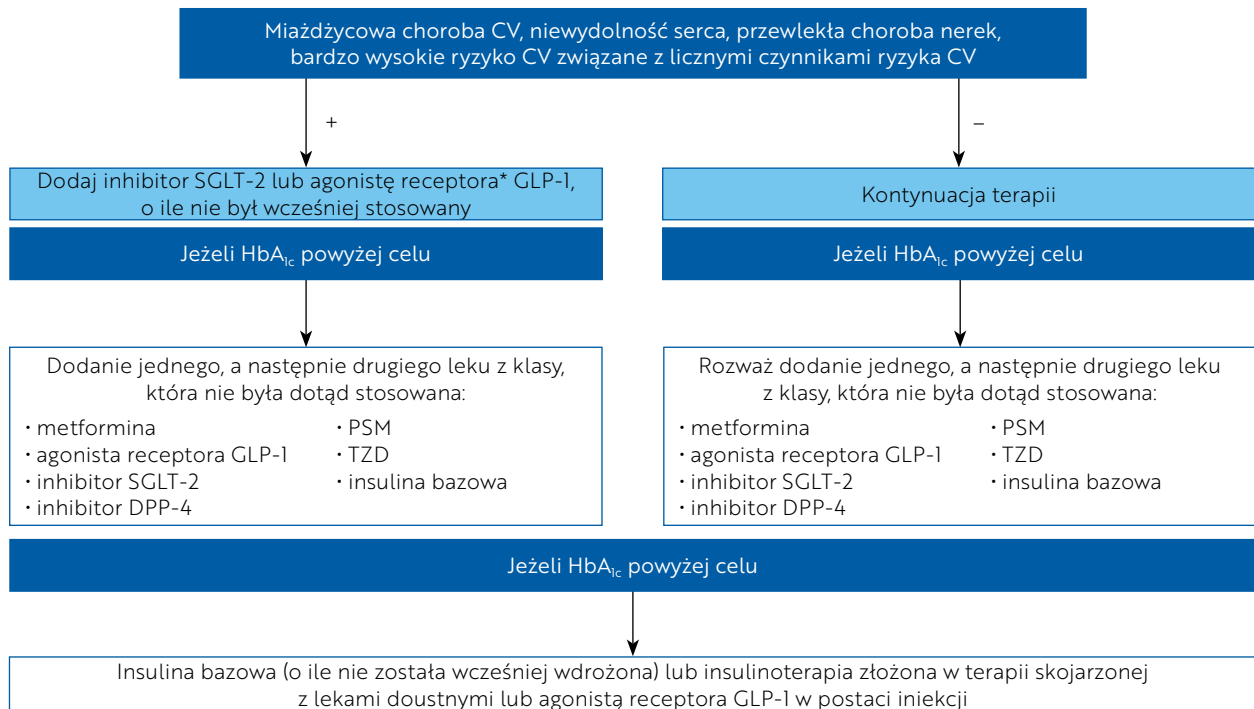 Miażdżycowa choroba CV, niewydolność serca, przewlekła choroba nerek,
bardzo wysokie ryzyko CV związane z licznymi czynnikami ryzyka CV
+
–
Dodaj inhibitor SGLT-2 lub agonistę receptora* GLP-1,
o ile nie był wcześniej stosowany
Kontynuacja terapii
Jeżeli HbA1c powyżej celu
Jeżeli HbA1c powyżej celu
Dodanie jednego, a następnie drugiego leku z klasy,
która nie była dotąd stosowana:
• metformina
• agonista receptora GLP-1
• inhibitor SGLT-2
• inhibitor DPP-4
• PSM
• TZD
• insulina bazowa
Rozważ dodanie jednego, a następnie drugiego leku
z klasy, która nie była dotąd stosowana:
• metformina
• agonista receptora GLP-1
• inhibitor SGLT-2
• inhibitor DPP-4
• PSM
• TZD
• insulina bazowa
Jeżeli HbA1c powyżej celu
Insulina bazowa (o ile nie została wcześniej wdrożona) lub insulinoterapia złożona w terapii skojarzonej
z lekami doustnymi lub agonistą receptora GLP-1 w postaci iniekcji